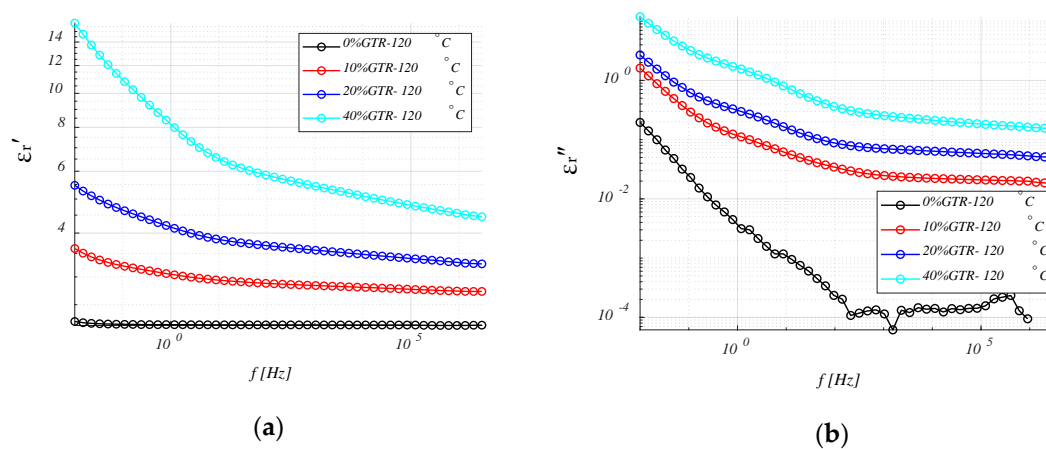 14
12
10
8
6
4
εr′
0%GTR-120 °C
10%GTR-120 °C
20%GTR- 120 °C
40%GTR- 120 °C
10^0
10^5
f [Hz]
(a)
10^0
10^-2
10^-4
εr″
0%GTR-120 °C
10%GTR-120 °C
20%GTR- 120 °C
40%GTR- 120 °C
10^0
10^5
f [Hz]
(b)